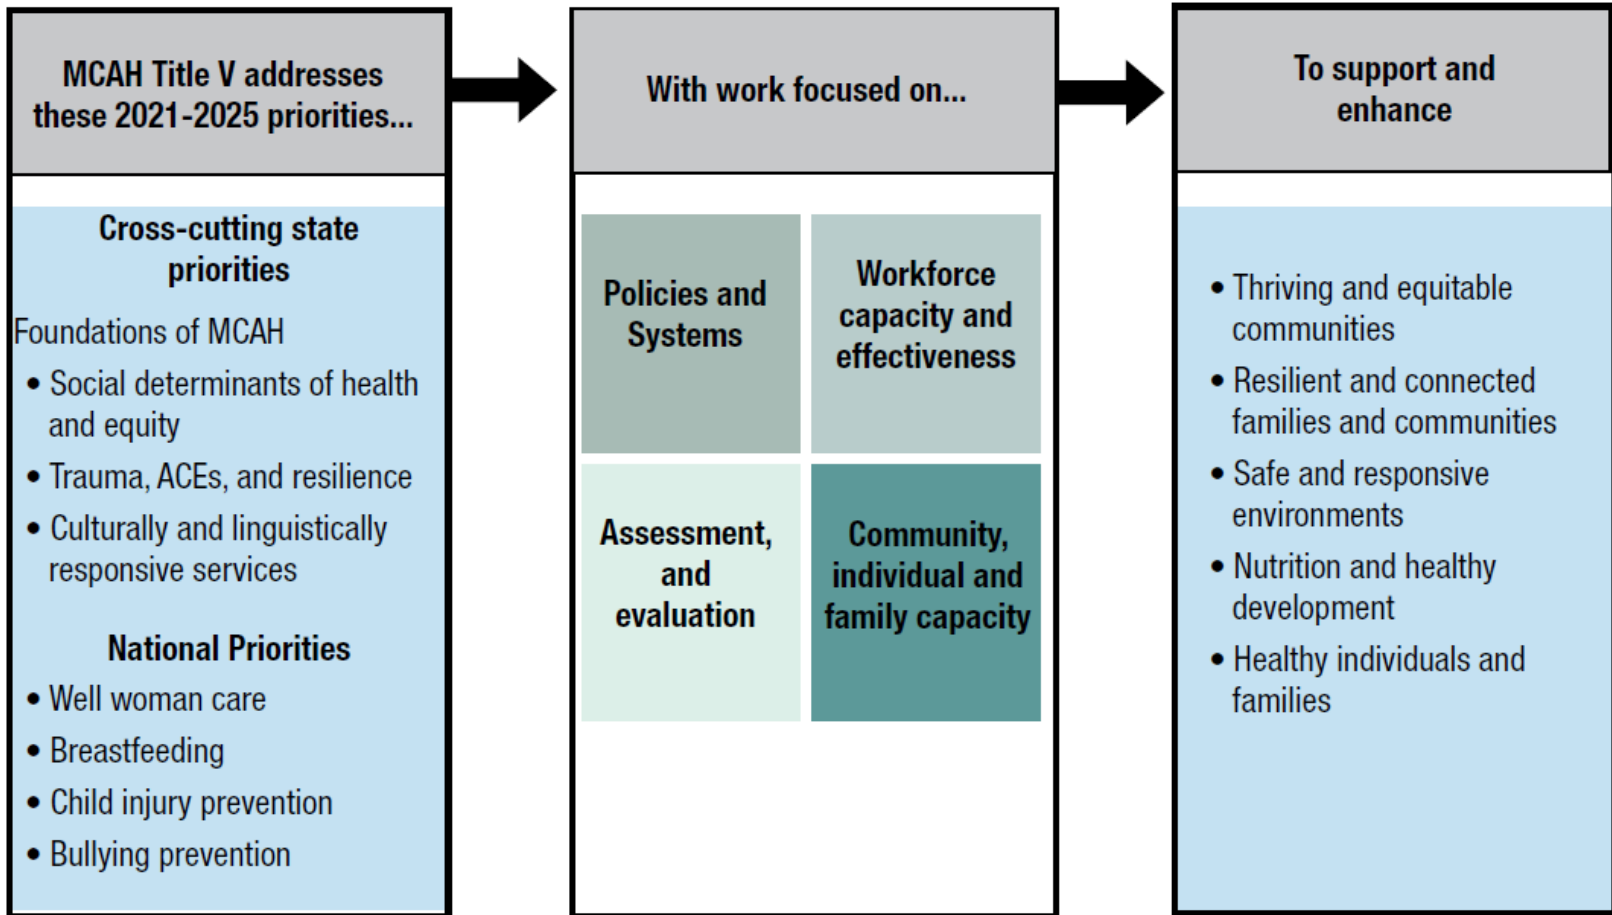 MCAH Title V addresses
these 2021-2025 priorities...
Cross-cutting state
priorities
Foundations of MCAH
• Social determinants of health
and equity
• Trauma, ACEs, and resilience
• Culturally and linguistically
responsive services
National Priorities
• Well woman care
• Breastfeeding
• Child injury prevention
• Bullying prevention
With work focused on...
Policies and
Systems
Workforce
capacity and
effectiveness
Assessment,
and
evaluation
Community,
individual and
family capacity
To support and
enhance
• Thriving and equitable
communities
• Resilient and connected
families and communities
• Safe and responsive
environments
• Nutrition and healthy
development
• Healthy individuals and
families